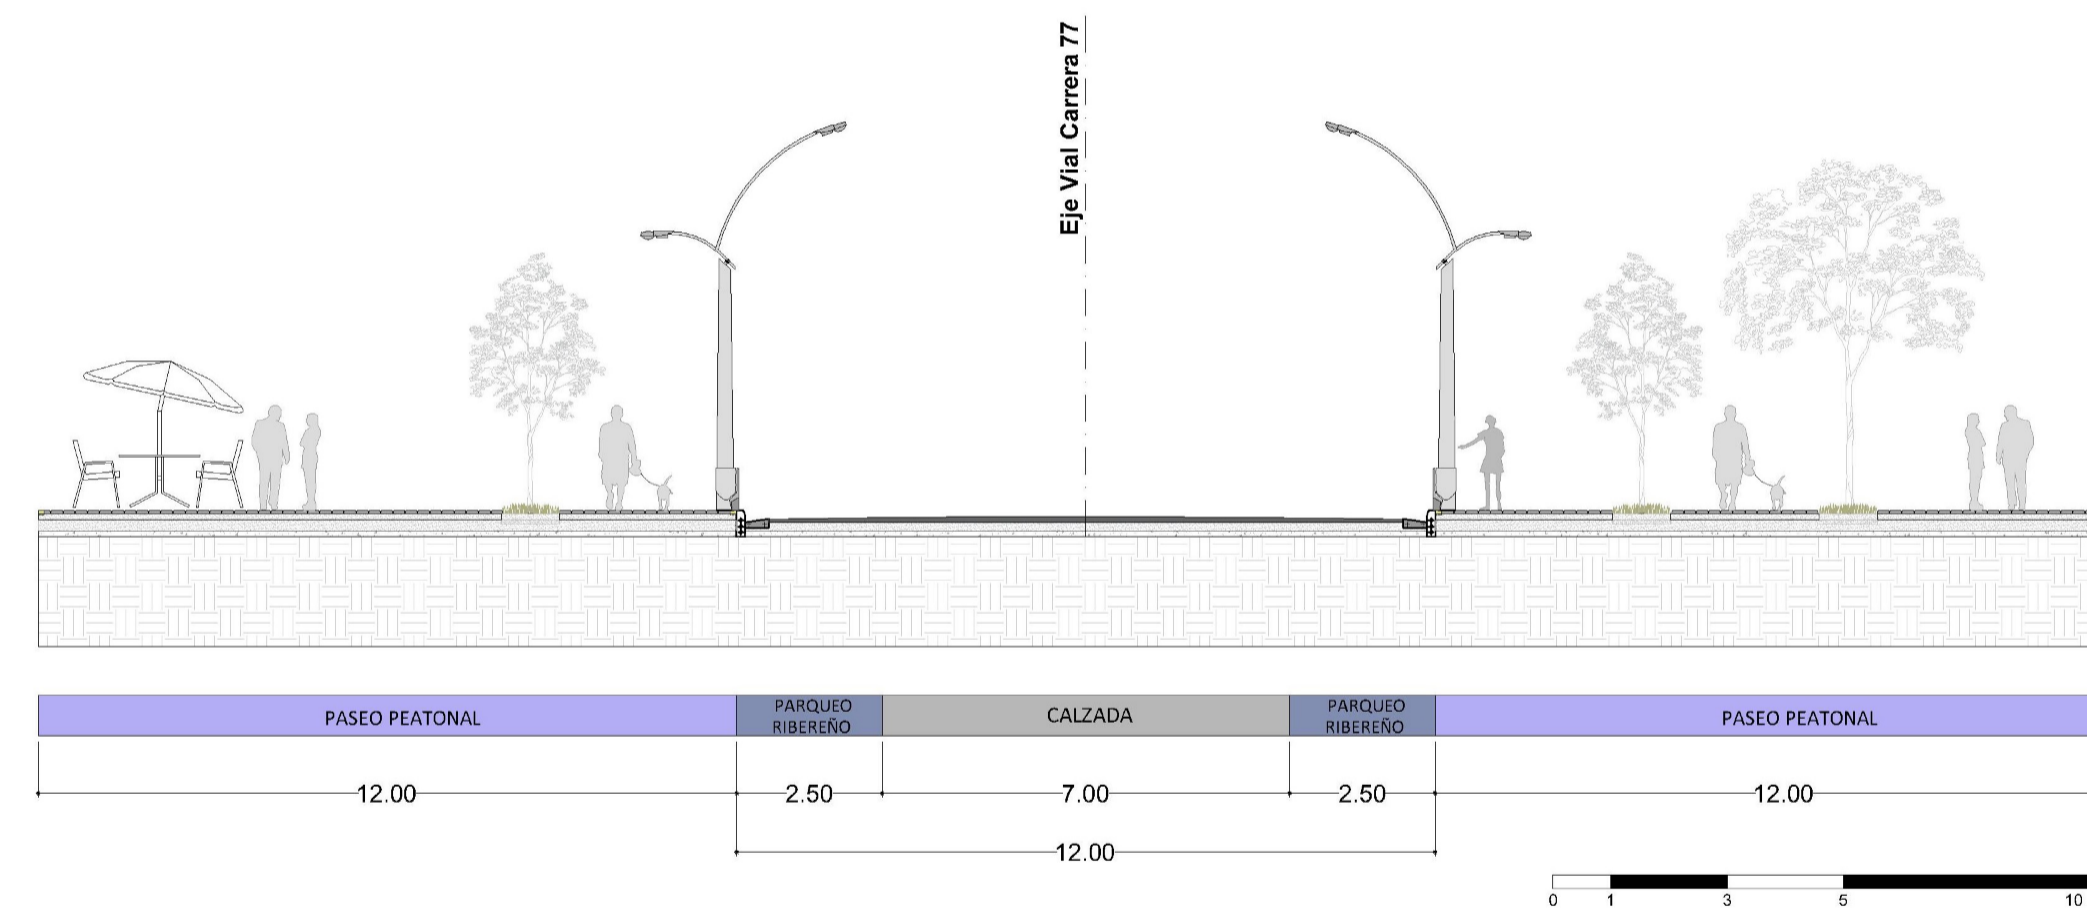 Eje Vial Carrera 77
PASEO PEATONAL
PARQUEO
RIBEREÑO
CALZADA
PARQUEO
RIBEREÑO
PASEO PEATONAL
12.00
2.50
7.00
2.50
12.00
12.00
0 1 3 5 10